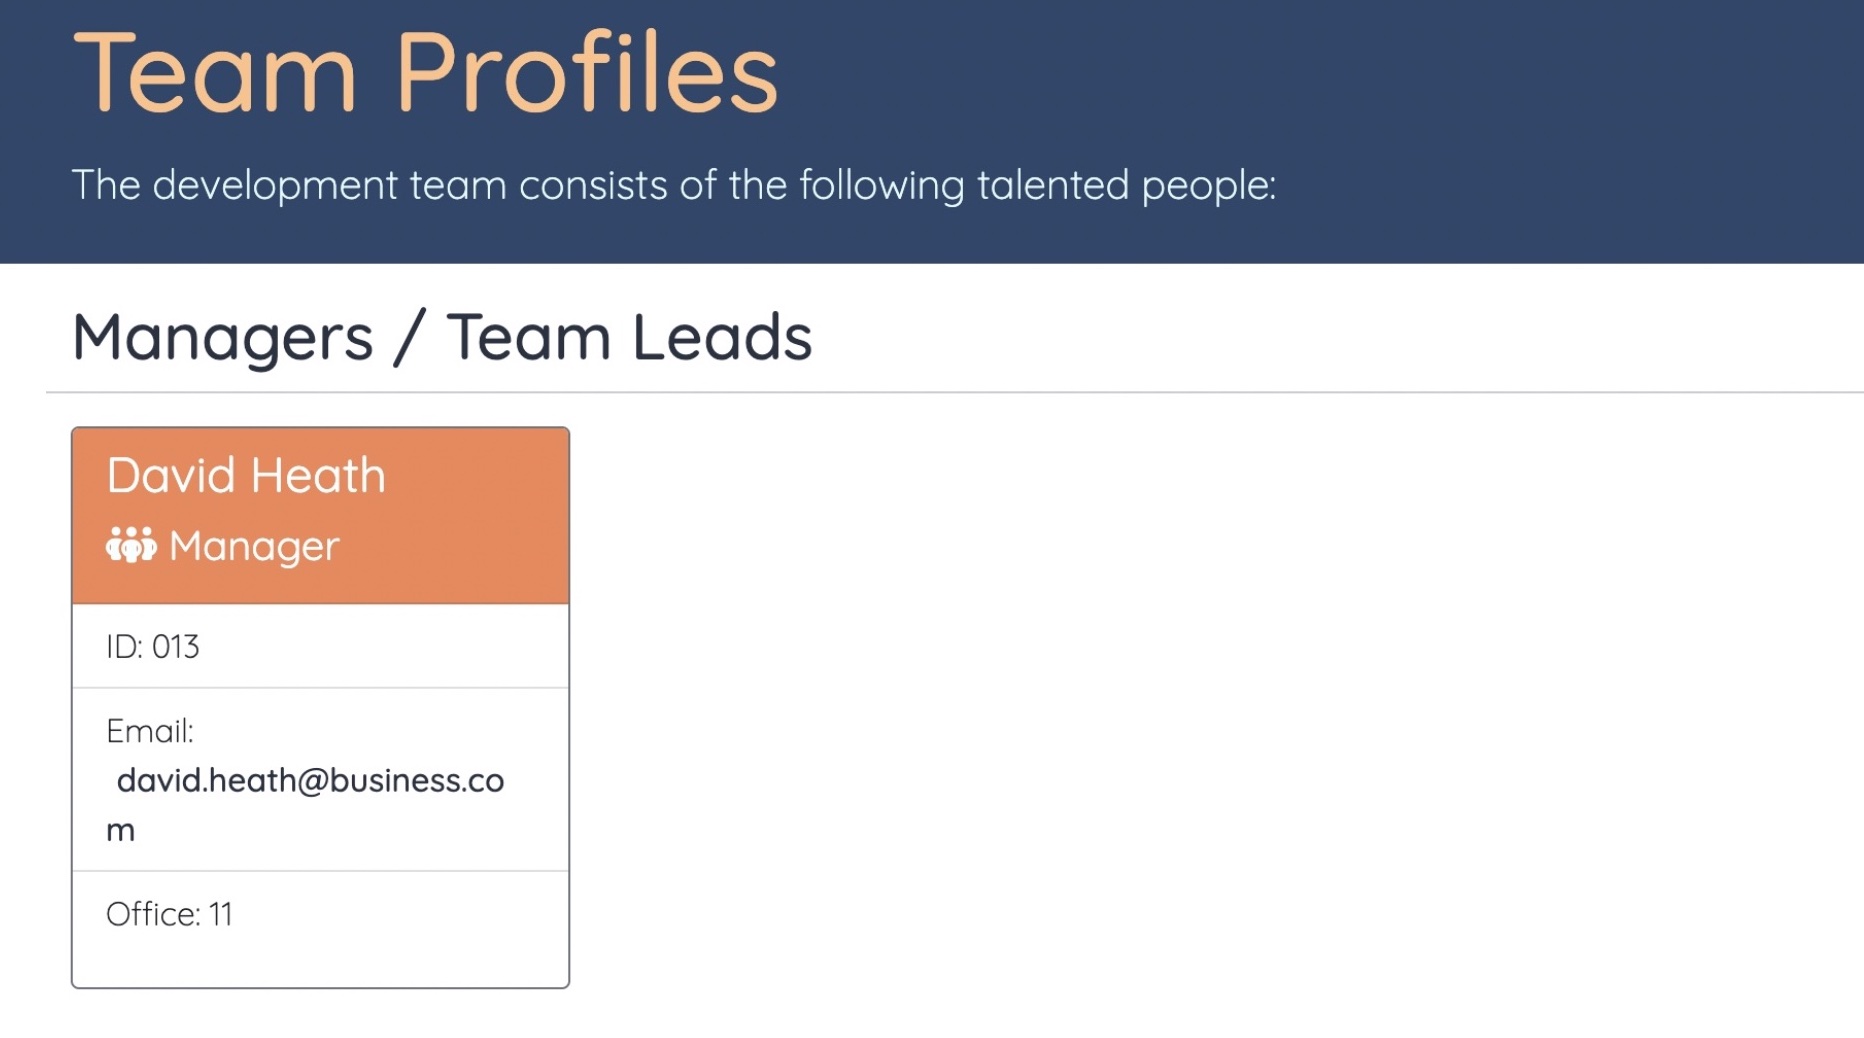 Team Profiles
The development team consists of the following talented people:
Managers / Team Leads
David Heath
Manager
ID: 013
Email:
david.heath@business.co
m
Office: 11